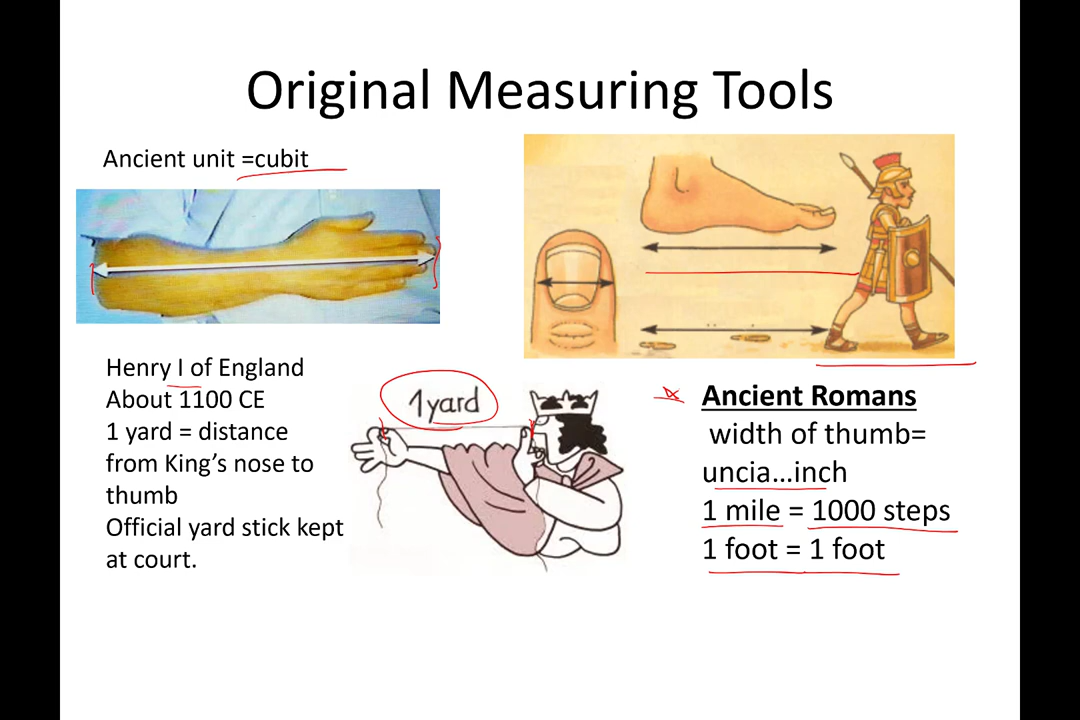 Original Measuring Tools
Ancient unit =cubit
Henry I of England
About 1100 CE
1 yard = distance
from King's nose to
thumb
Official yard stick kept
at court.
1 yard
Ancient Romans
width of thumb=
uncia...inch
1 mile = 1000 steps
1 foot = 1 foot